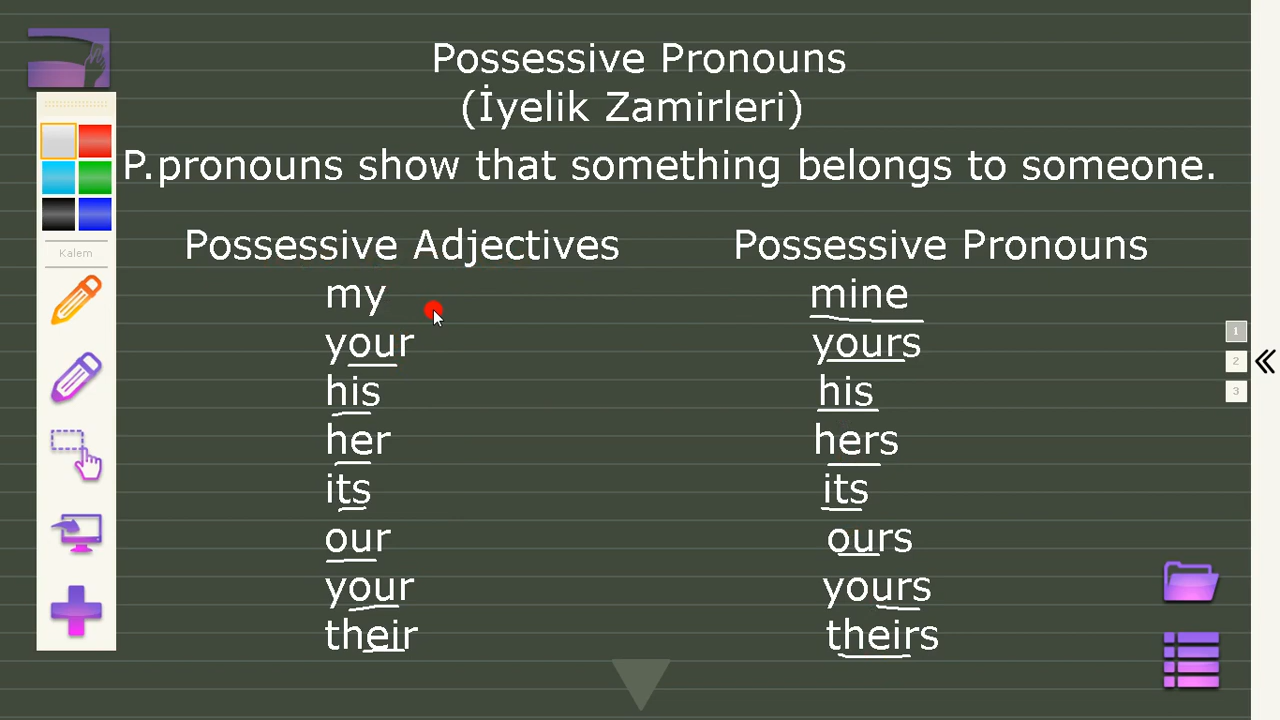 Possessive Pronouns
(İyelik Zamirleri)
P.pronouns show that something belongs to someone.
Possessive Adjectives Possessive Pronouns
my mine
your yours
his his
her hers
its its
our ours
your yours
their theirs
Kalem
1
2
3